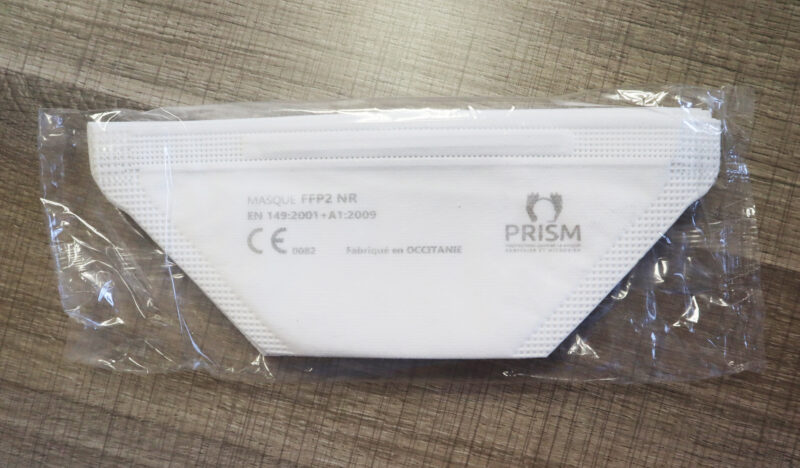 MASQUE FFP2 NR
EN 149:2001+A1:2009
CE 0082 Fabriqué en OCCITANIE
PRISM